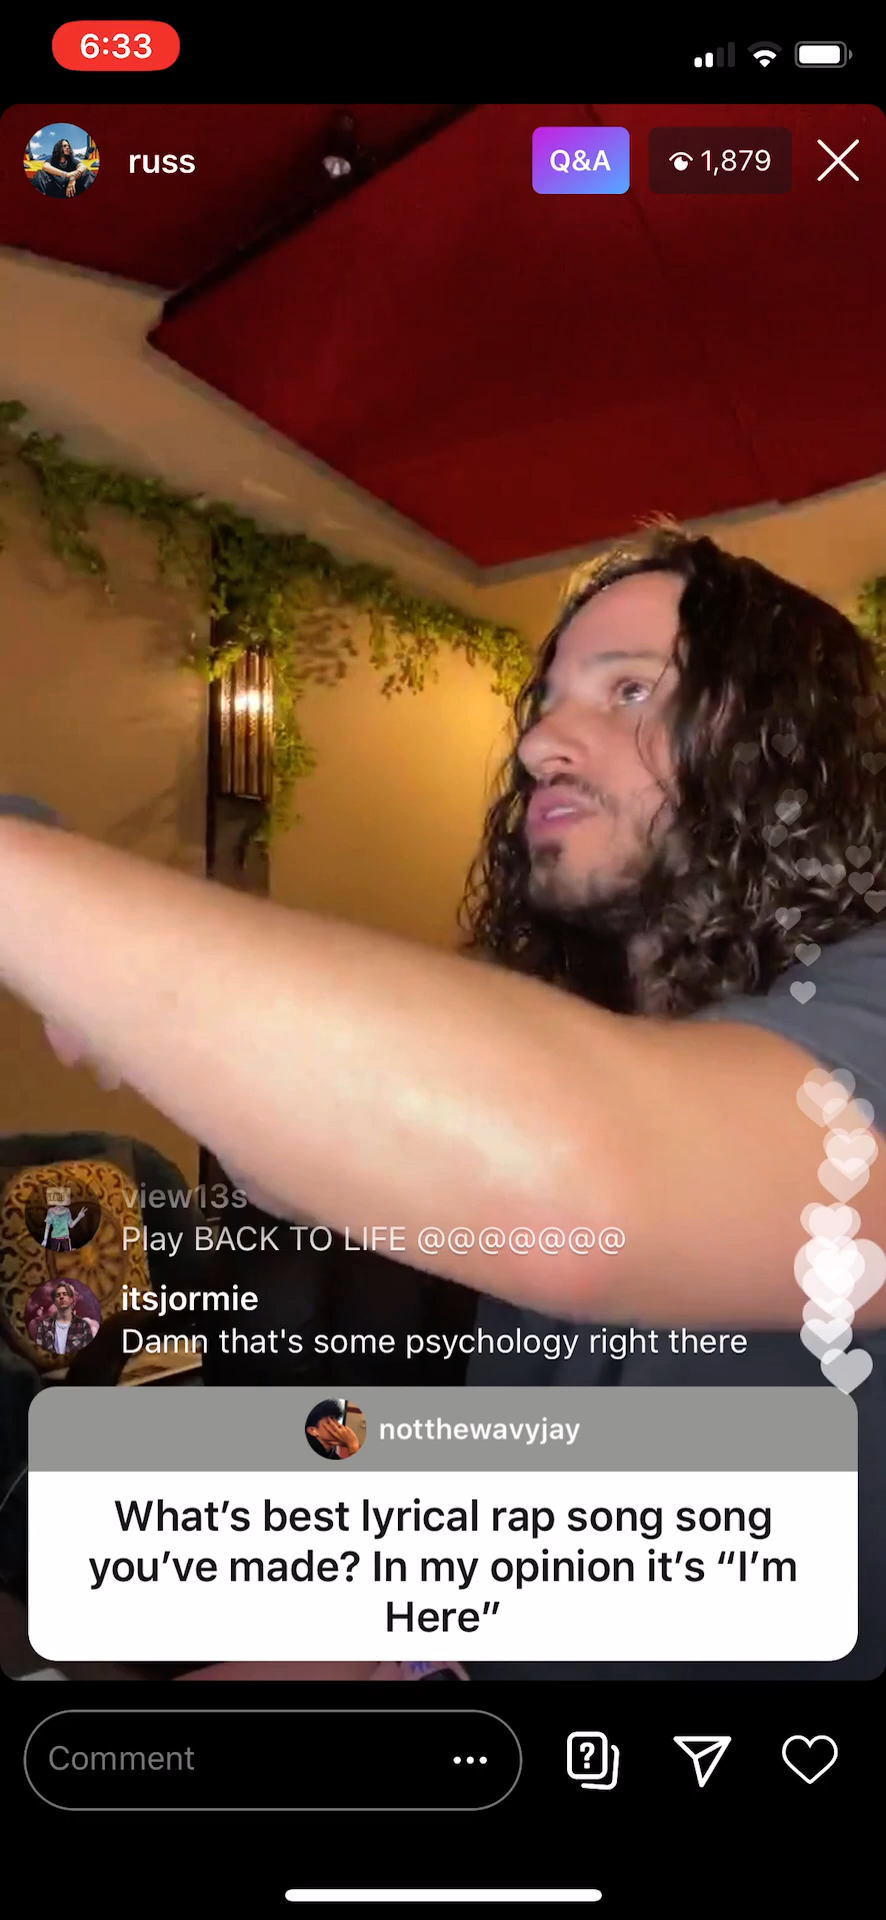 6:33
russ
Q&A
1,879
view13s
Play BACK TO LIFE @@@@@@@
itsjormie
Damn that's some psychology right there
notthewavyjay
What's best lyrical rap song song
you've made? In my opinion it's “I'm
Here”
Comment